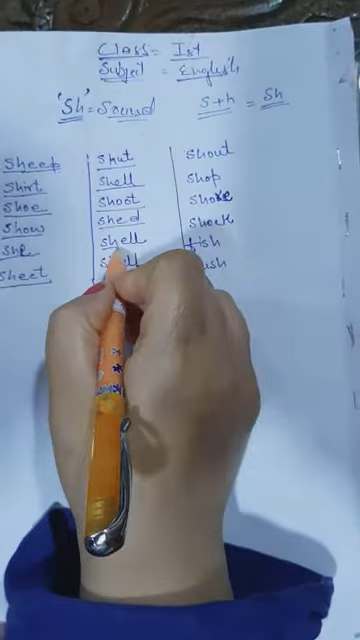 Class = Ist
Subject = English
'Sh' = Sound s+h = Sh
Sheep shut shout
Shirt shell shop
Shoe shoot
Show shed shock
She shell fish
Sheet